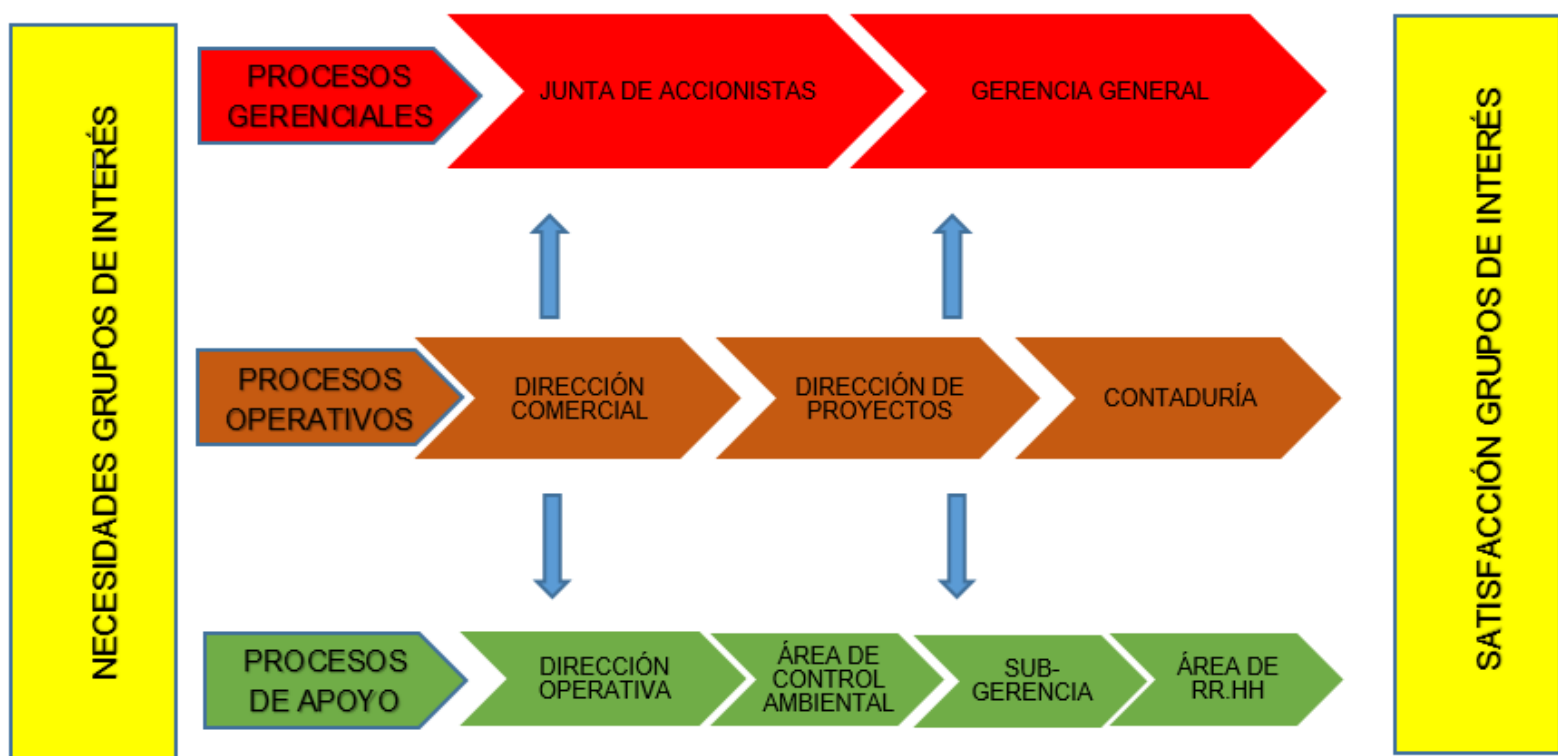 NECESIDADES GRUPOS DE INTERÉS
PROCESOS
GERENCIALES
JUNTA DE ACCIONISTAS
GERENCIA GENERAL
PROCESOS
OPERATIVOS
DIRECCIÓN
COMERCIAL
DIRECCIÓN DE
PROYECTOS
CONTADURÍA
PROCESOS
DE APOYO
DIRECCIÓN
OPERATIVA
ÁREA DE
CONTROL
AMBIENTAL
SUB-
GERENCIA
ÁREA DE
RR.HH
SATISFACCIÓN GRUPOS DE INTERÉS